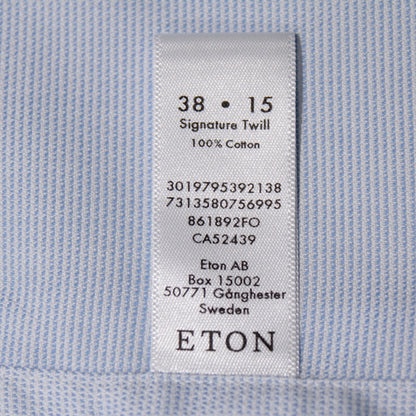 38 • 15
Signature Twill
100% Cotton
3019795392138
7313580756995
861892FO
CA52439
Eton AB
Box 15002
50771 Gånghester
Sweden
ETON